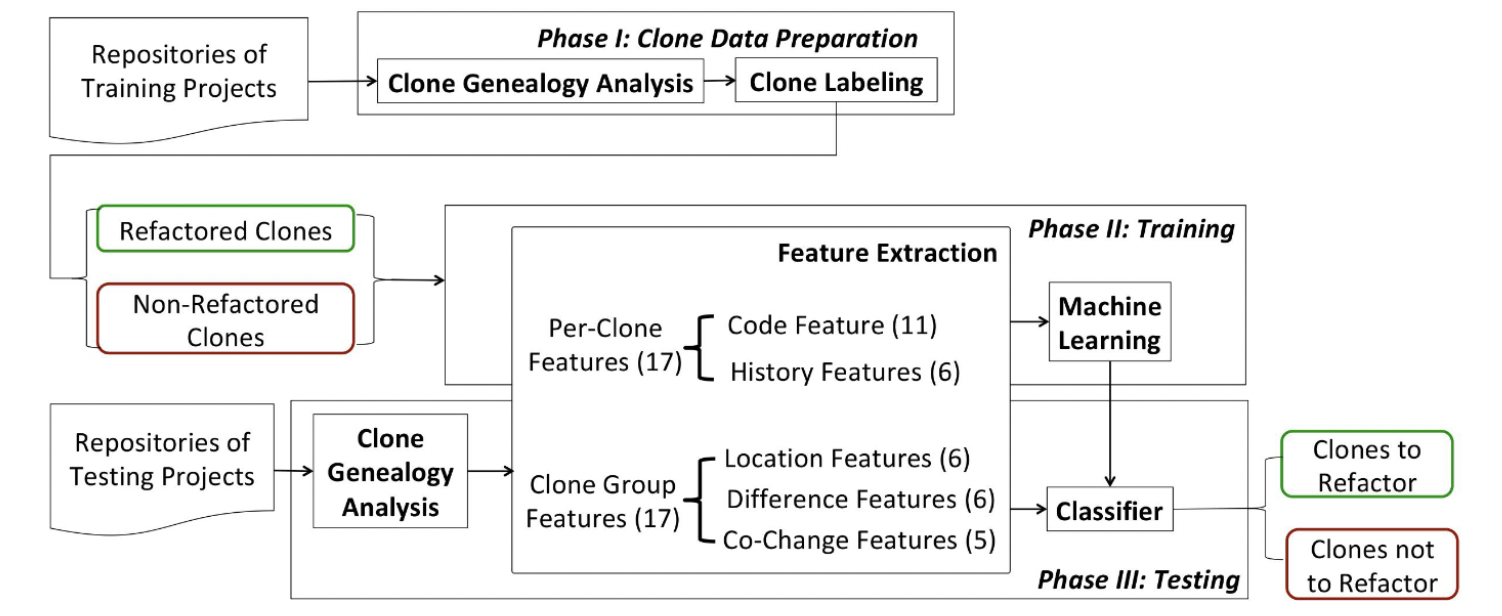 Repositories of
Training Projects
Phase I: Clone Data Preparation
Clone Genealogy Analysis
Clone Labeling
Refactored Clones
Non-Refactored
Clones
Phase II: Training
Feature Extraction
Per-Clone
Features (17)
Code Feature (11)
History Features (6)
Machine
Learning
Repositories of
Testing Projects
Clone
Genealogy
Analysis
Clone Group
Features (17)
Location Features (6)
Difference Features (6)
Co-Change Features (5)
Classifier
Clones to
Refactor
Clones not
to Refactor
Phase III: Testing